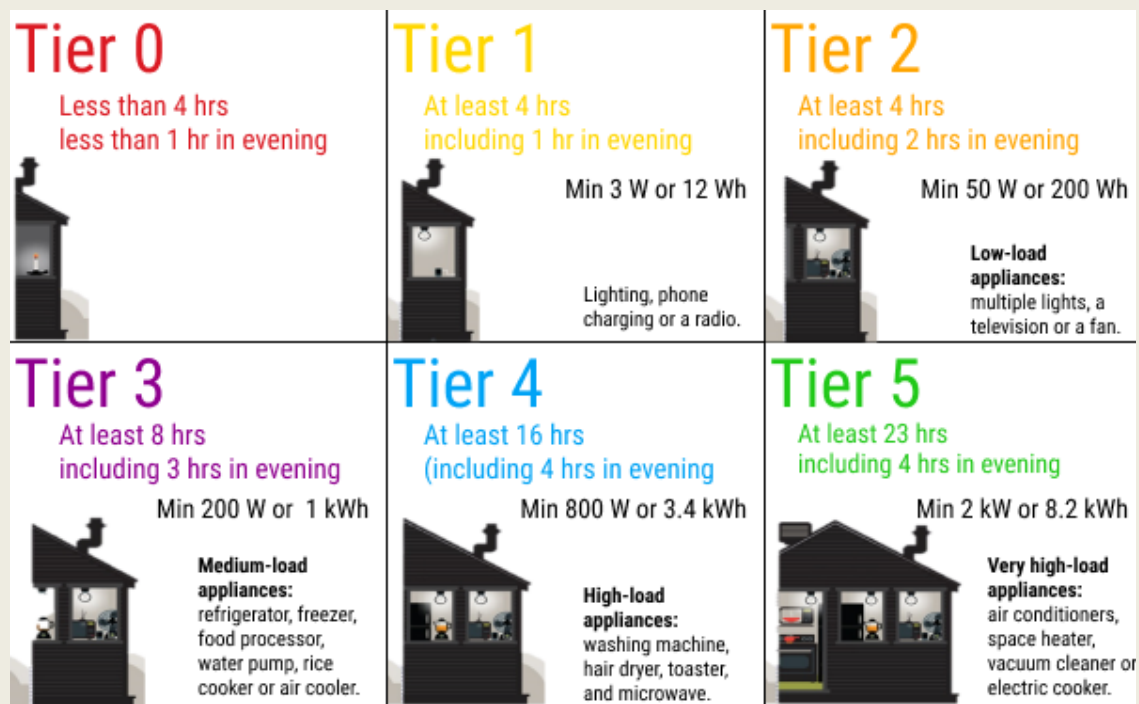 Tier 0
Less than 4 hrs
less than 1 hr in evening
Tier 1
At least 4 hrs
including 1 hr in evening
Min 3 W or 12 Wh
Lighting, phone
charging or a radio.
Tier 2
At least 4 hrs
including 2 hrs in evening
Min 50 W or 200 Wh
Low-load
appliances:
multiple lights, a
television or a fan.
Tier 3
At least 8 hrs
including 3 hrs in evening
Min 200 W or 1 kWh
Medium-load
appliances:
refrigerator, freezer,
food processor,
water pump, rice
cooker or air cooler.
Tier 4
At least 16 hrs
(including 4 hrs in evening
Min 800 W or 3.4 kWh
High-load
appliances:
washing machine,
hair dryer, toaster,
and microwave.
Tier 5
At least 23 hrs
including 4 hrs in evening
Min 2 kW or 8.2 kWh
Very high-load
appliances:
air conditioners,
space heater,
vacuum cleaner or
electric cooker.